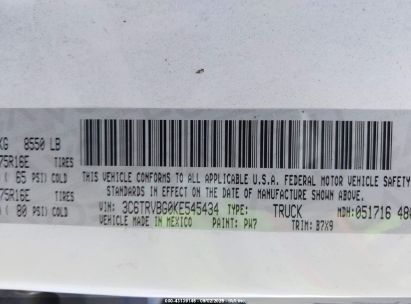 KG 8550 LB
75R16E TIRES
( 65 PSI) COLD
75R16E TIRES
( 80 PSI) COLD
THIS VEHICLE CONFORMS TO ALL APPLICABLE U.S.A. FEDERAL MOTOR VEHICLE SAFETY
STANDARDS IN EFFECT ON THE DATE OF MANUFACTURE SHOWN ABOVE.
VIN: 3C6TRVBG0KE545434 TYPE: TRUCK MDH: 051716 48
VEHICLE MADE IN MEXICO PAINT: PW7 TRIM: B7X9